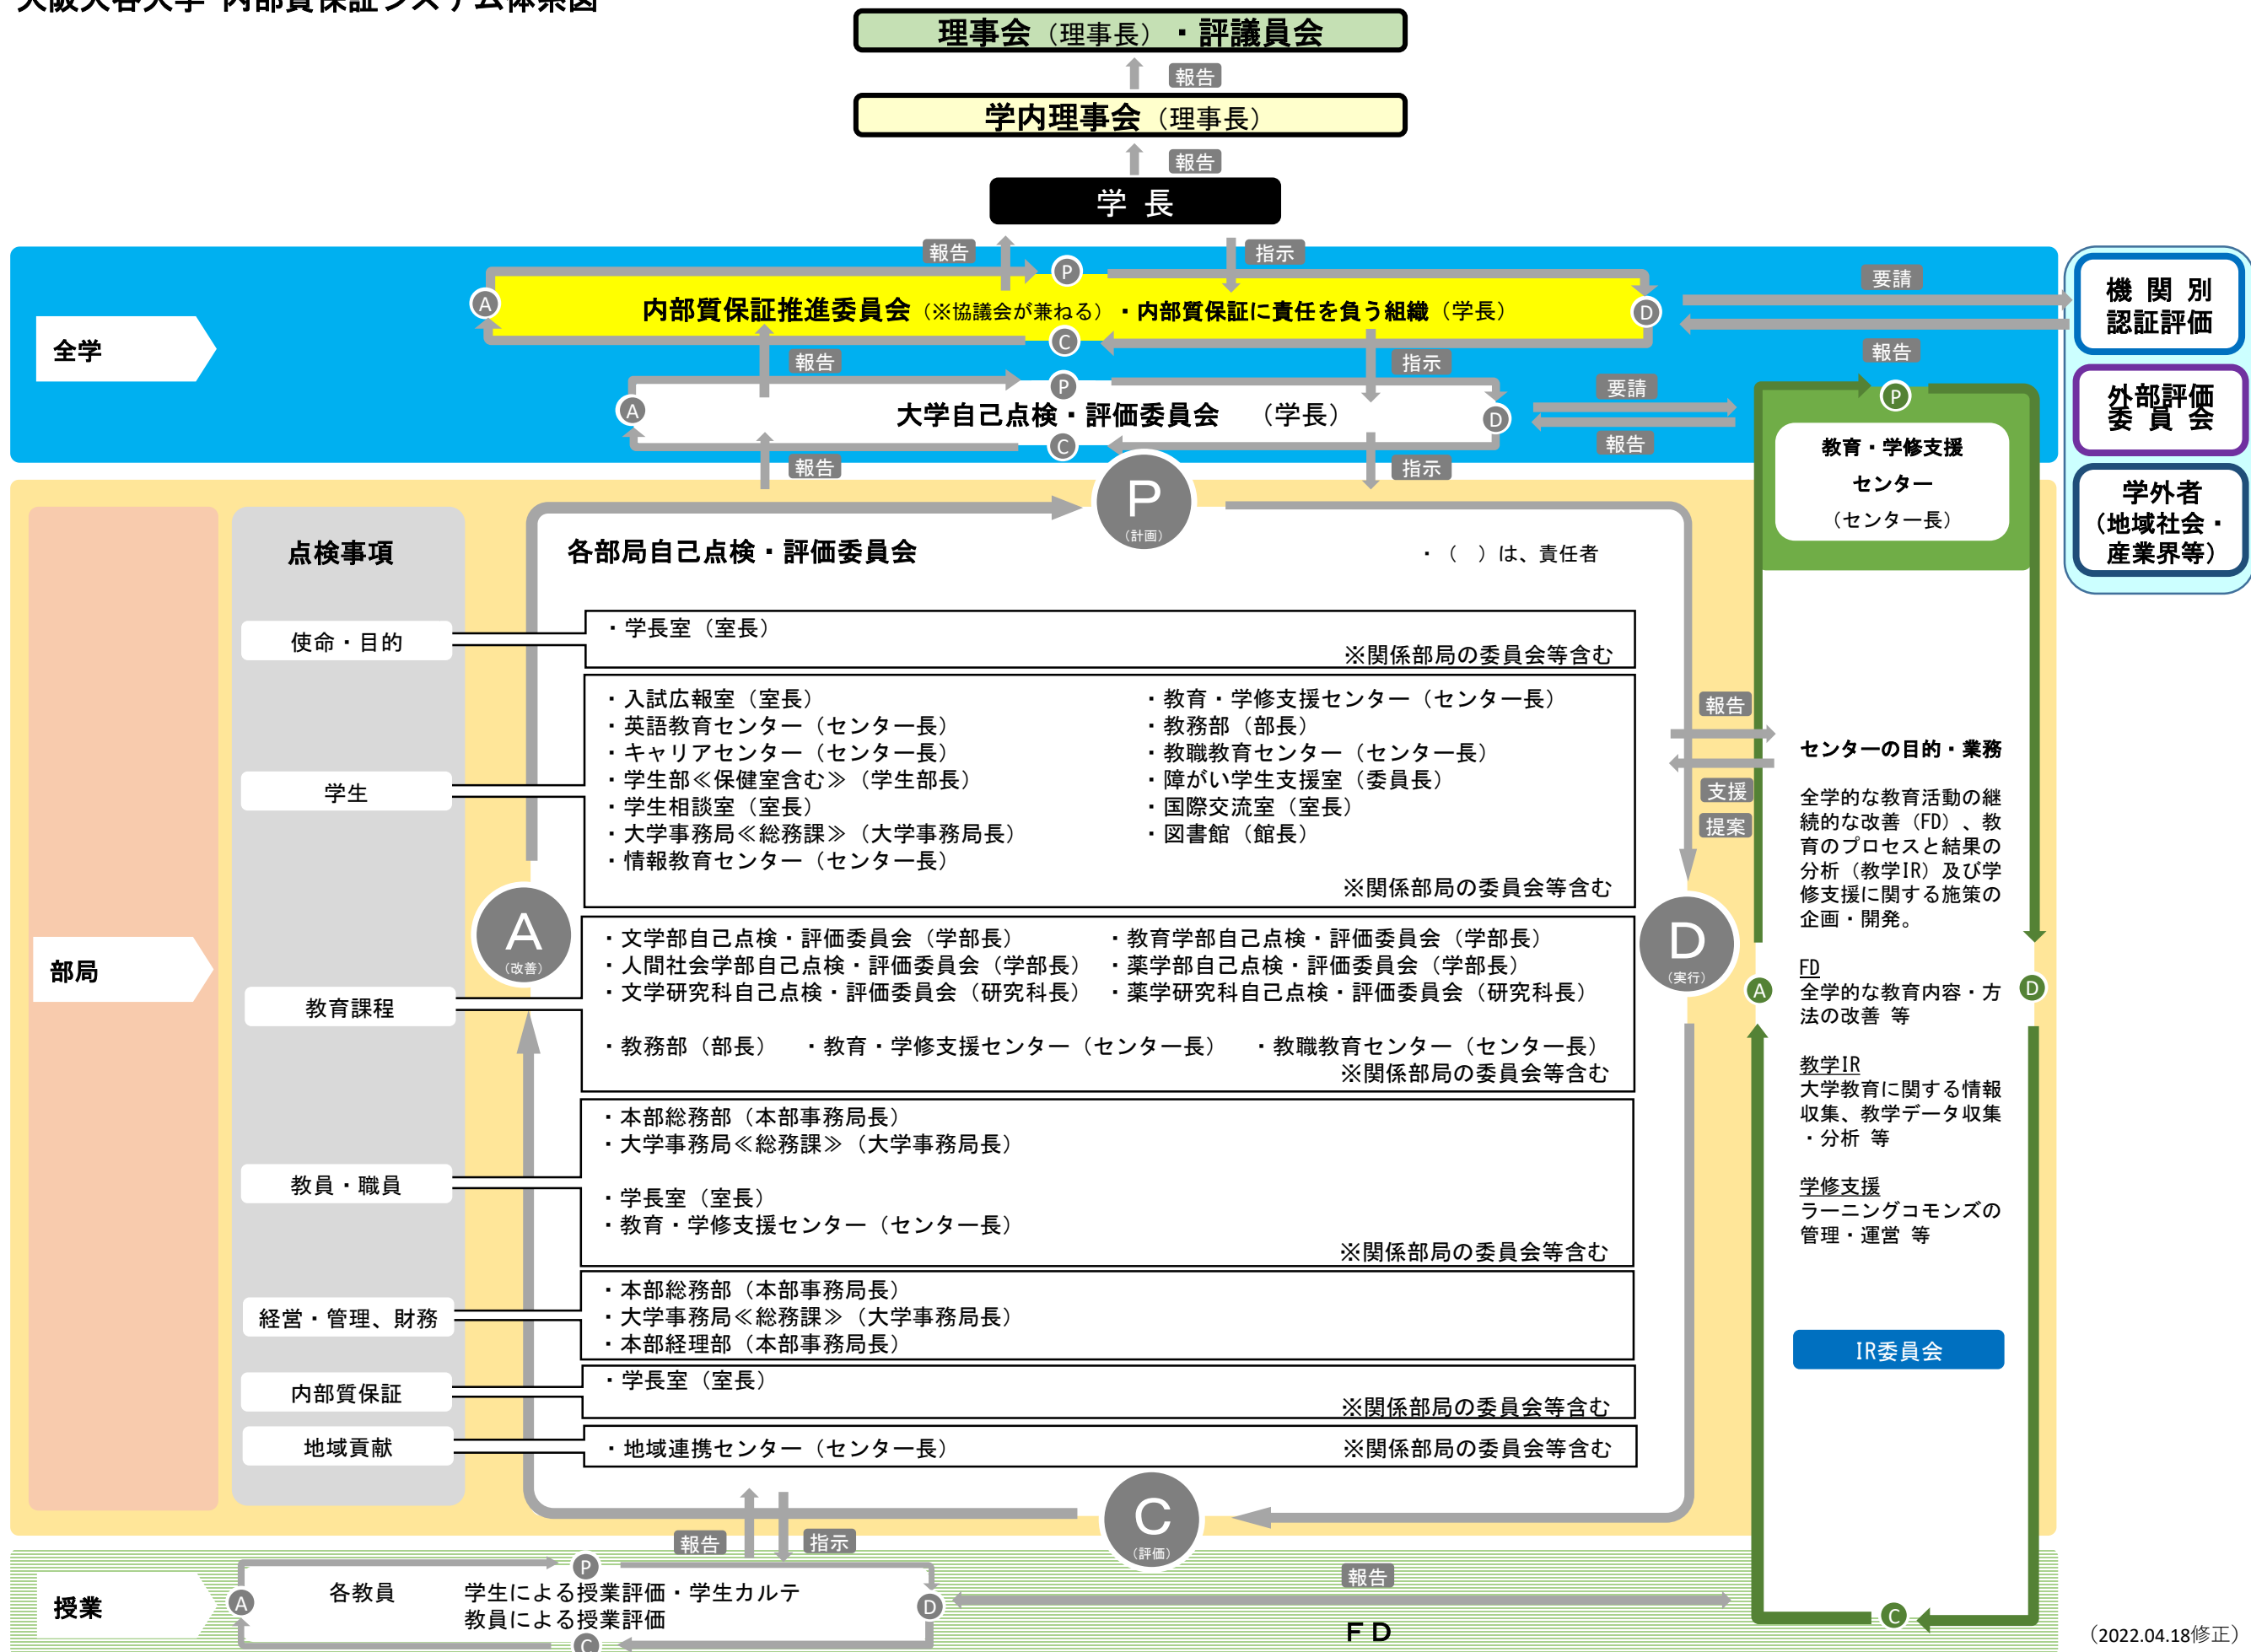 大阪大谷大学 内部質保証システム体系図
理事会（理事長）・評議員会
報告
学内理事会（理事長）
報告
学 長
報告
指示
P
A
内部質保証推進委員会（※協議会が兼ねる）・内部質保証に責任を負う組織（学長）
D
C
要請
報告
機 関 別
認証評価
外部評価
委 員 会
学外者
（地域社会・
産業界等）
全学
報告
指示
P
A
大学自己点検・評価委員会 （学長）
D
C
要請
報告
報告
指示
P
教育・学修支援
センター
（センター長）
P
（計画）
点検事項
各部局自己点検・評価委員会
・（ ）は、責任者
使命・目的
・学長室（室長）
※関係部局の委員会等含む
学生
・入試広報室（室長）
・英語教育センター（センター長）
・キャリアセンター（センター長）
・学生部≪保健室含む≫（学生部長）
・学生相談室（室長）
・大学事務局≪総務課≫（大学事務局長）
・情報教育センター（センター長）
・教育・学修支援センター（センター長）
・教務部（部長）
・教職教育センター（センター長）
・障がい学生支援室（委員長）
・国際交流室（室長）
・図書館（館長）
※関係部局の委員会等含む
報告
支援
提案
A
（改善）
D
（実行）
部局
教育課程
・文学部自己点検・評価委員会（学部長） ・教育学部自己点検・評価委員会（学部長）
・人間社会学部自己点検・評価委員会（学部長） ・薬学部自己点検・評価委員会（学部長）
・文学研究科自己点検・評価委員会（研究科長） ・薬学研究科自己点検・評価委員会（研究科長）
・教務部（部長） ・教育・学修支援センター（センター長） ・教職教育センター（センター長）
※関係部局の委員会等含む
教員・職員
・本部総務部（本部事務局長）
・大学事務局≪総務課≫（大学事務局長）
・学長室（室長）
・教育・学修支援センター（センター長）
※関係部局の委員会等含む
経営・管理、財務
・本部総務部（本部事務局長）
・大学事務局≪総務課≫（大学事務局長）
・本部経理部（本部事務局長）
内部質保証
・学長室（室長）
※関係部局の委員会等含む
地域貢献
・地域連携センター（センター長） ※関係部局の委員会等含む
C
（評価）
センターの目的・業務
全学的な教育活動の継
続的な改善（FD）、教
育のプロセスと結果の
分析（教学IR）及び学
修支援に関する施策の
企画・開発。
A
D
FD
全学的な教育内容・方
法の改善 等
教学IR
大学教育に関する情報
収集、教学データ収集
・分析 等
学修支援
ラーニングコモンズの
管理・運営 等
IR委員会
C
報告
指示
授業
P
A
各教員
学生による授業評価・学生カルテ
教員による授業評価
D
C
報告
ＦＤ
（2022.04.18修正）